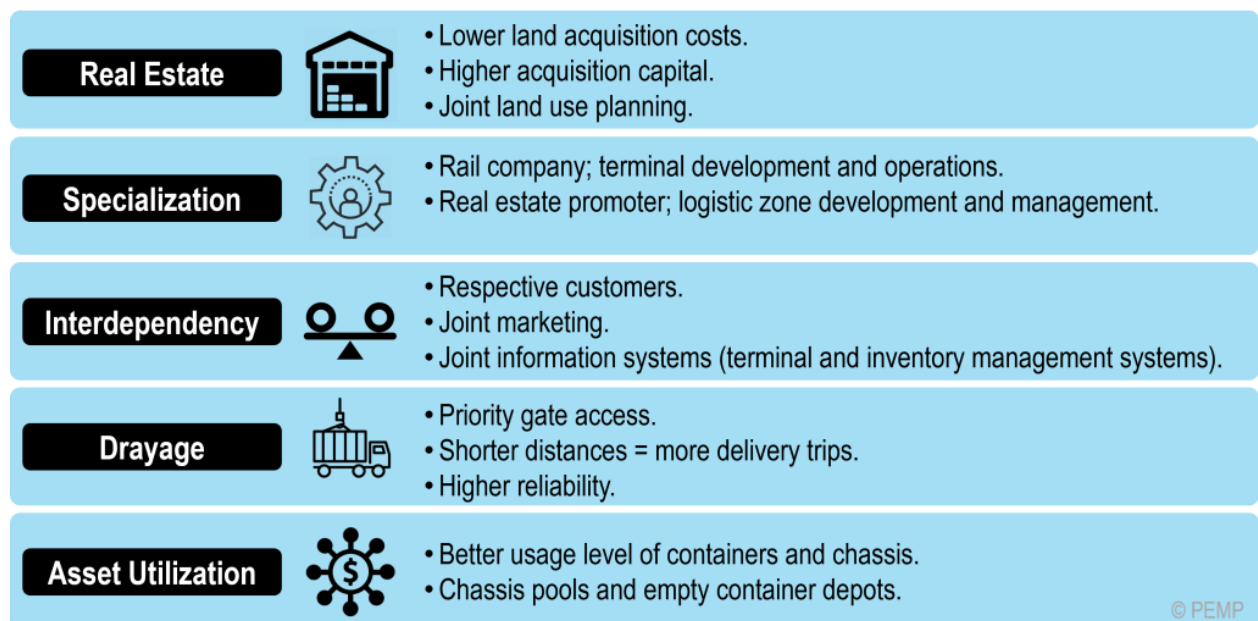 Real Estate
• Lower land acquisition costs.
• Higher acquisition capital.
• Joint land use planning.
Specialization
• Rail company; terminal development and operations.
• Real estate promoter; logistic zone development and management.
Interdependency
• Respective customers.
• Joint marketing.
• Joint information systems (terminal and inventory management systems).
Drayage
• Priority gate access.
• Shorter distances = more delivery trips.
• Higher reliability.
Asset Utilization
$
• Better usage level of containers and chassis.
• Chassis pools and empty container depots.
© PEMP